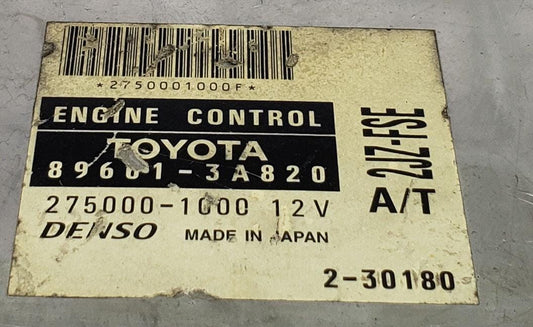 *2750001000F*
ENGINE CONTROL
TOYOTA
89661-3A820
275000-1000 12V
DENSO MADE IN JAPAN
2JZ-FSE
A/T
2-30180